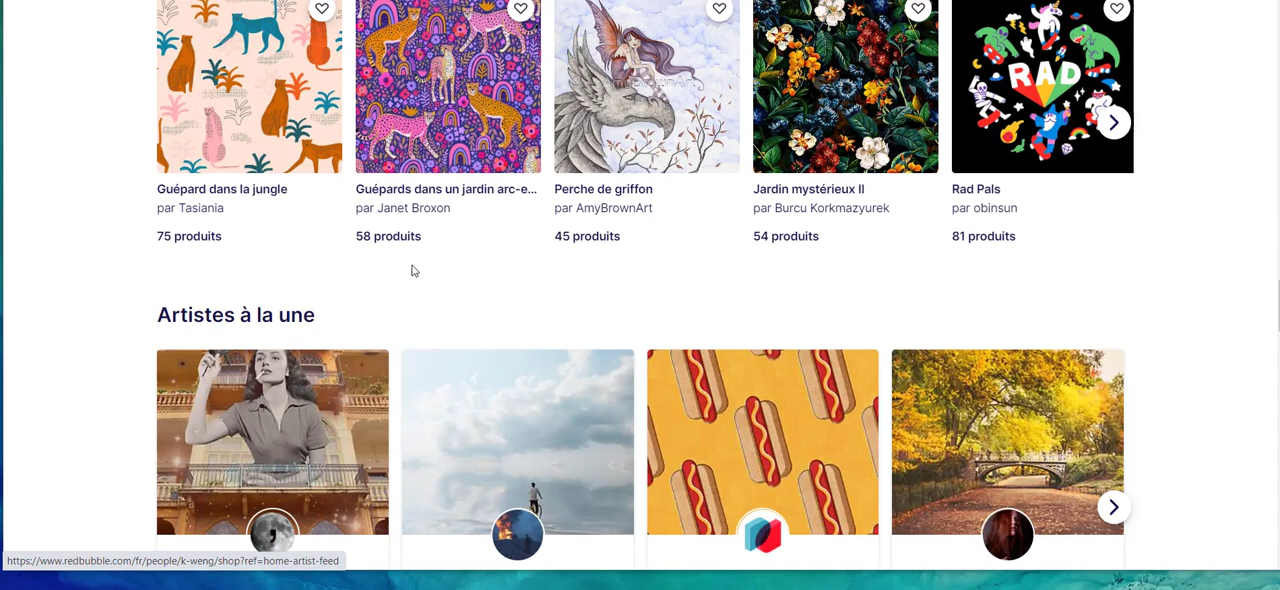 RAD
Guépard dans la jungle
par Tasiania
75 produits
Guépards dans un jardin arc-e...
par Janet Broxon
58 produits
Perche de griffon
par AmyBrownArt
45 produits
Jardin mystérieux II
par Burcu Korkmazyurek
54 produits
Rad Pals
par obinsun
81 produits
Artistes à la une
https://www.redbubble.com/fr/people/k-weng/shop?ref=home-artist-feed